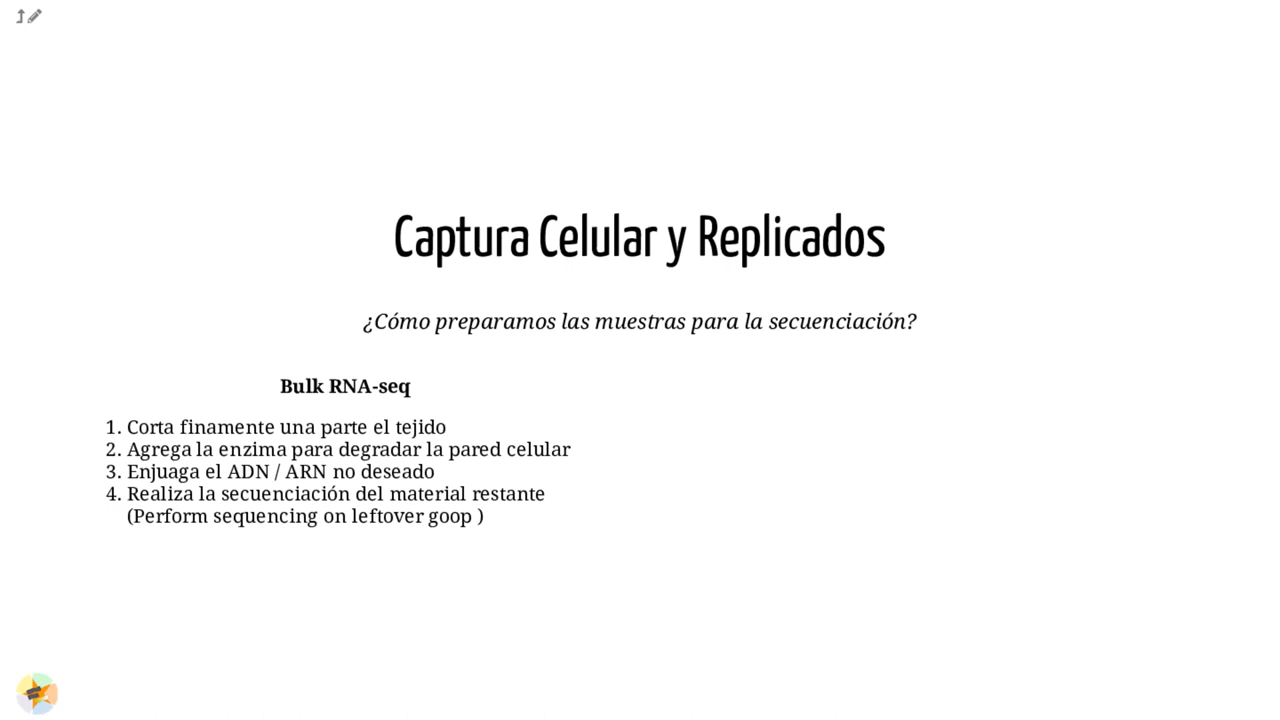 Captura Celular y Replicados
¿Cómo preparamos las muestras para la secuenciación?
Bulk RNA-seq
1. Corta finamente una parte el tejido
2. Agrega la enzima para degradar la pared celular
3. Enjuaga el ADN / ARN no deseado
4. Realiza la secuenciación del material restante
(Perform sequencing on leftover goop )